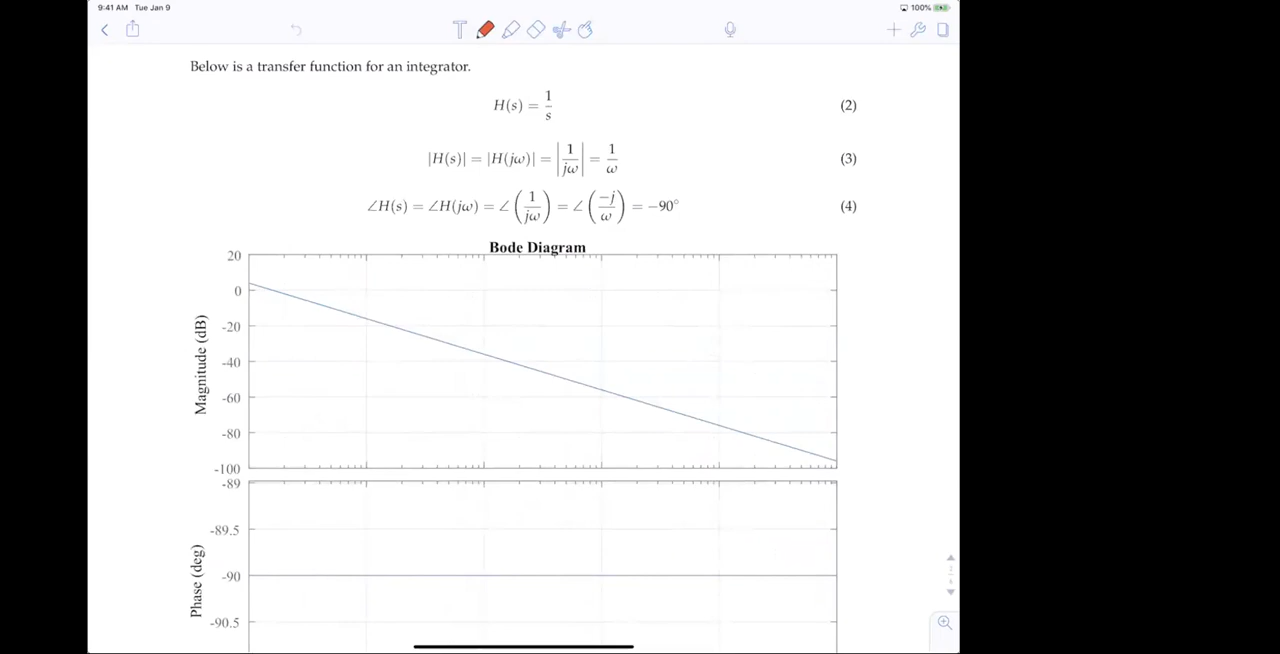 9:41 AM Tue Jan 9
100%
Below is a transfer function for an integrator.
H(s) = 1/s (2)
|H(s)| = |H(jω)| = |1/jω| = 1/ω (3)
∠H(s) = ∠H(jω) = ∠(1/jω) = ∠(-j/ω) = −90° (4)
Bode Diagram
20
0
-20
-40
-60
-80
-100
Magnitude (dB)
-89
-89.5
-90
-90.5
Phase (deg)